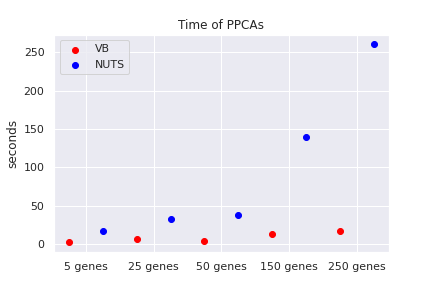 Time of PPCAs
VB
NUTS
seconds
250
200
150
100
50
0
5 genes
25 genes
50 genes
150 genes
250 genes